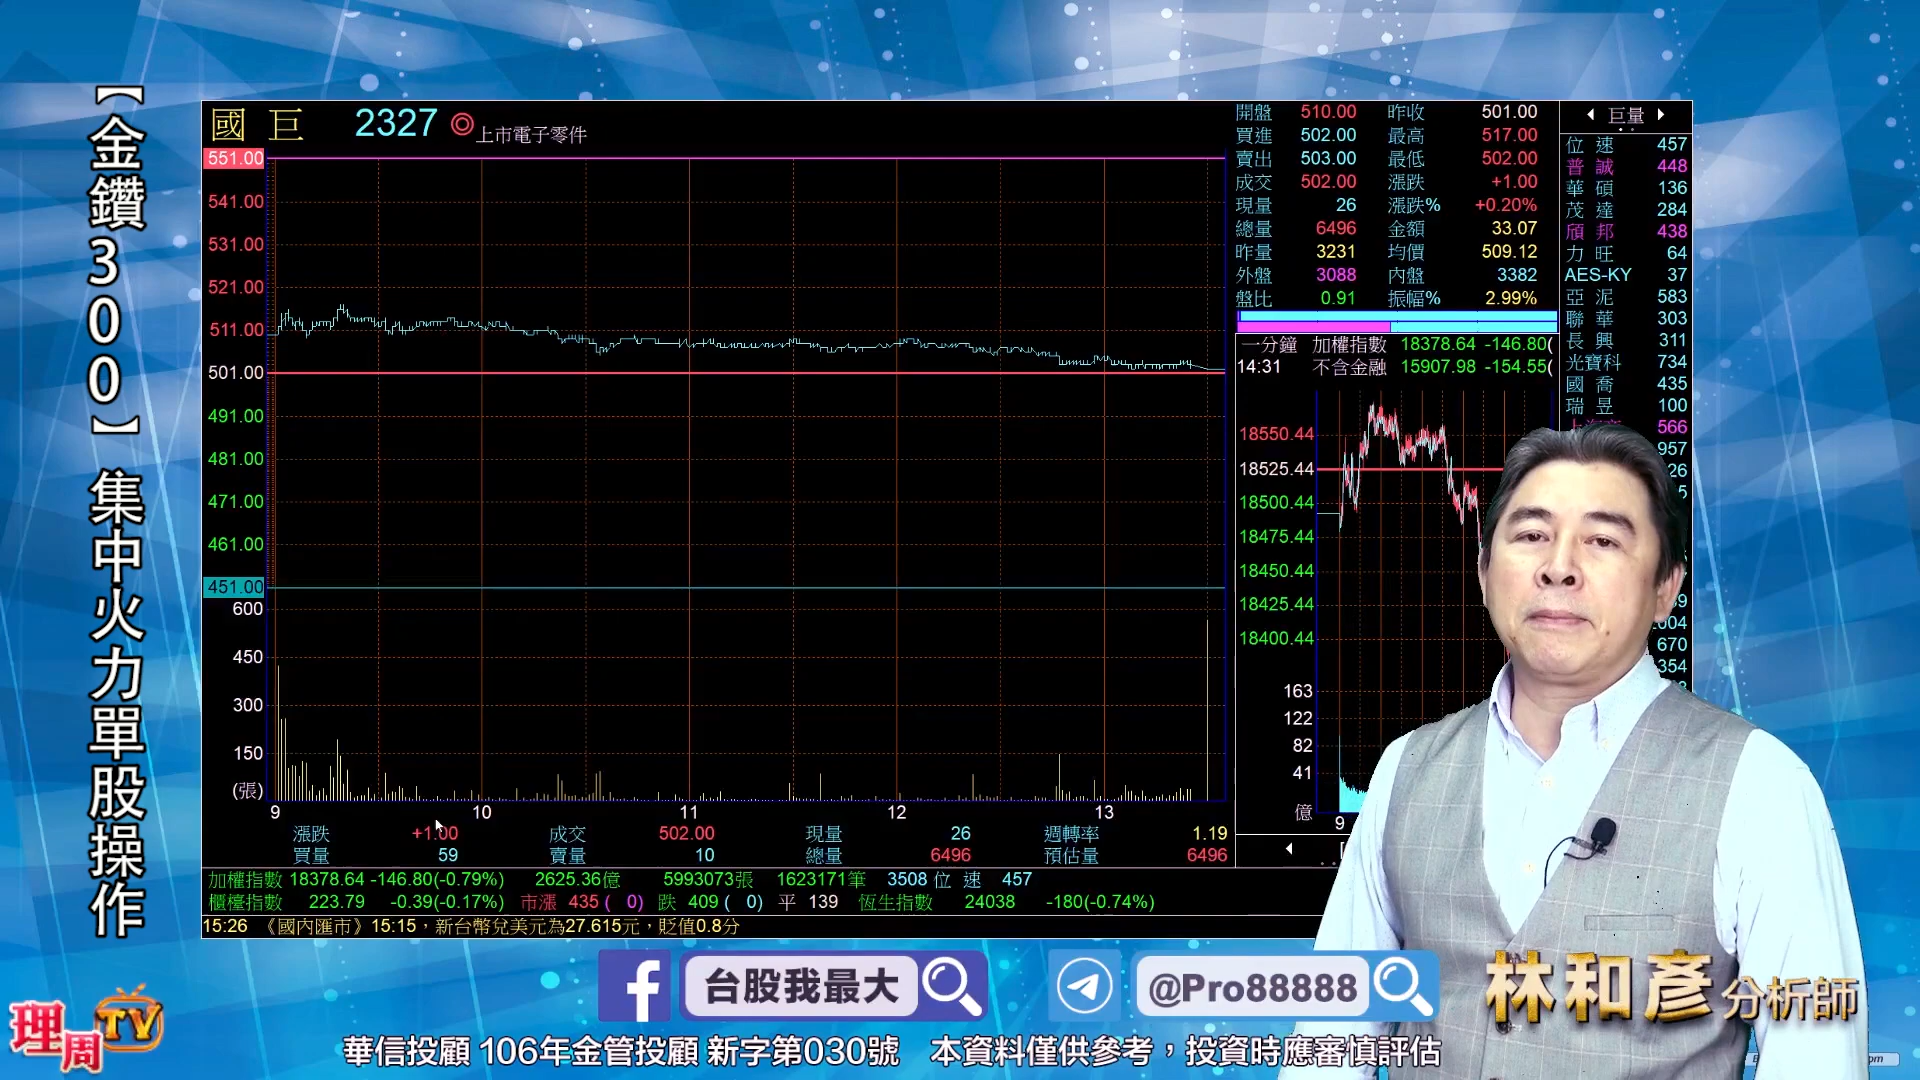 【金鑽300】集中火力單股操作
國巨 2327 ◎ 上市電子零件
551.00
541.00
531.00
521.00
511.00
501.00
491.00
481.00
471.00
461.00
451.00
600
450
300
150
(張)
9 10 11 12 13
漲跌 +1.00 成交 502.00 現量 26 週轉率 1.19
買量 59 賣量 10 總量 6496 預估量 6496
開盤 510.00 昨收 501.00
買進 502.00 最高 517.00
賣出 503.00 最低 502.00
成交 502.00 漲跌 +1.00
現量 26 漲跌% +0.20%
總量 6496 金額 33.07
昨量 3231 均價 509.12
外盤 3088 內盤 3382
盤比 0.91 振幅% 2.99%
一分鐘 加權指數 18378.64 -146.80(
14:31 不含金融 15907.98 -154.55(
18550.44
18525.44
18500.44
18475.44
18450.44
18425.44
18400.44
163
122
82
41
億
9
巨量
位速 457
普誠 448
華碩 136
茂達 284
頎邦 438
力旺 64
AES-KY 37
亞泥 583
聯華 303
長興 311
光寶科 734
國喬 435
瑞昱 100
566
957
26
5
004
670
354
加權指數 18378.64 -146.80(-0.79%) 2625.36億 5993073張 1623171筆 3508 位速 457
櫃檯指數 223.79 -0.39(-0.17%) 市漲 435 ( 0) 跌 409 ( 0) 平 139 恆生指數 24038 -180(-0.74%)
15:26 《國內匯市》15:15，新台幣兌美元為27.615元，貶值0.8分
f 台股我最大 @Pro88888
林和彥分析師
理周TV
華信投顧 106年金管投顧 新字第030號 本資料僅供參考，投資時應審慎評估